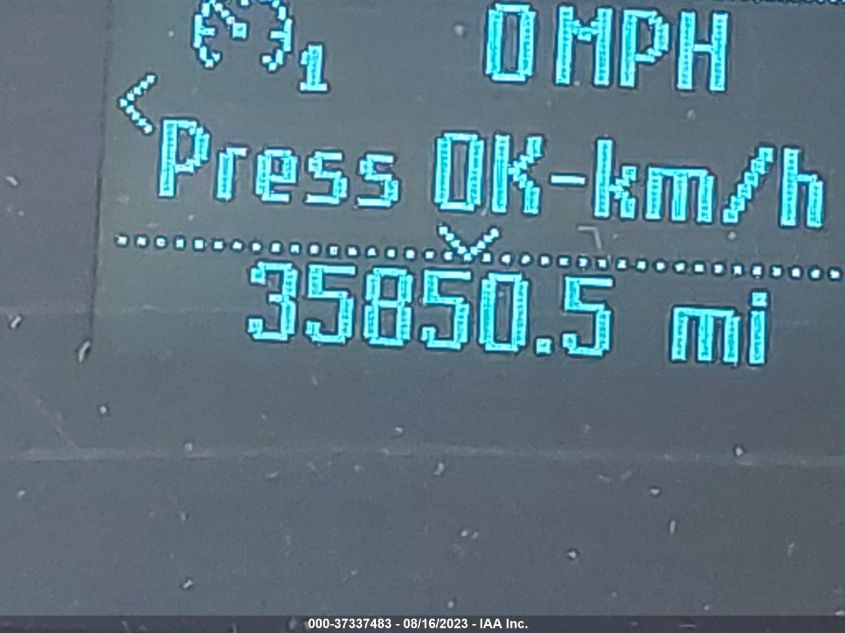 1 0MPH
Press OK-km/h
35850.5 mi
000-37337483 - 08/16/2023 - IAA Inc.